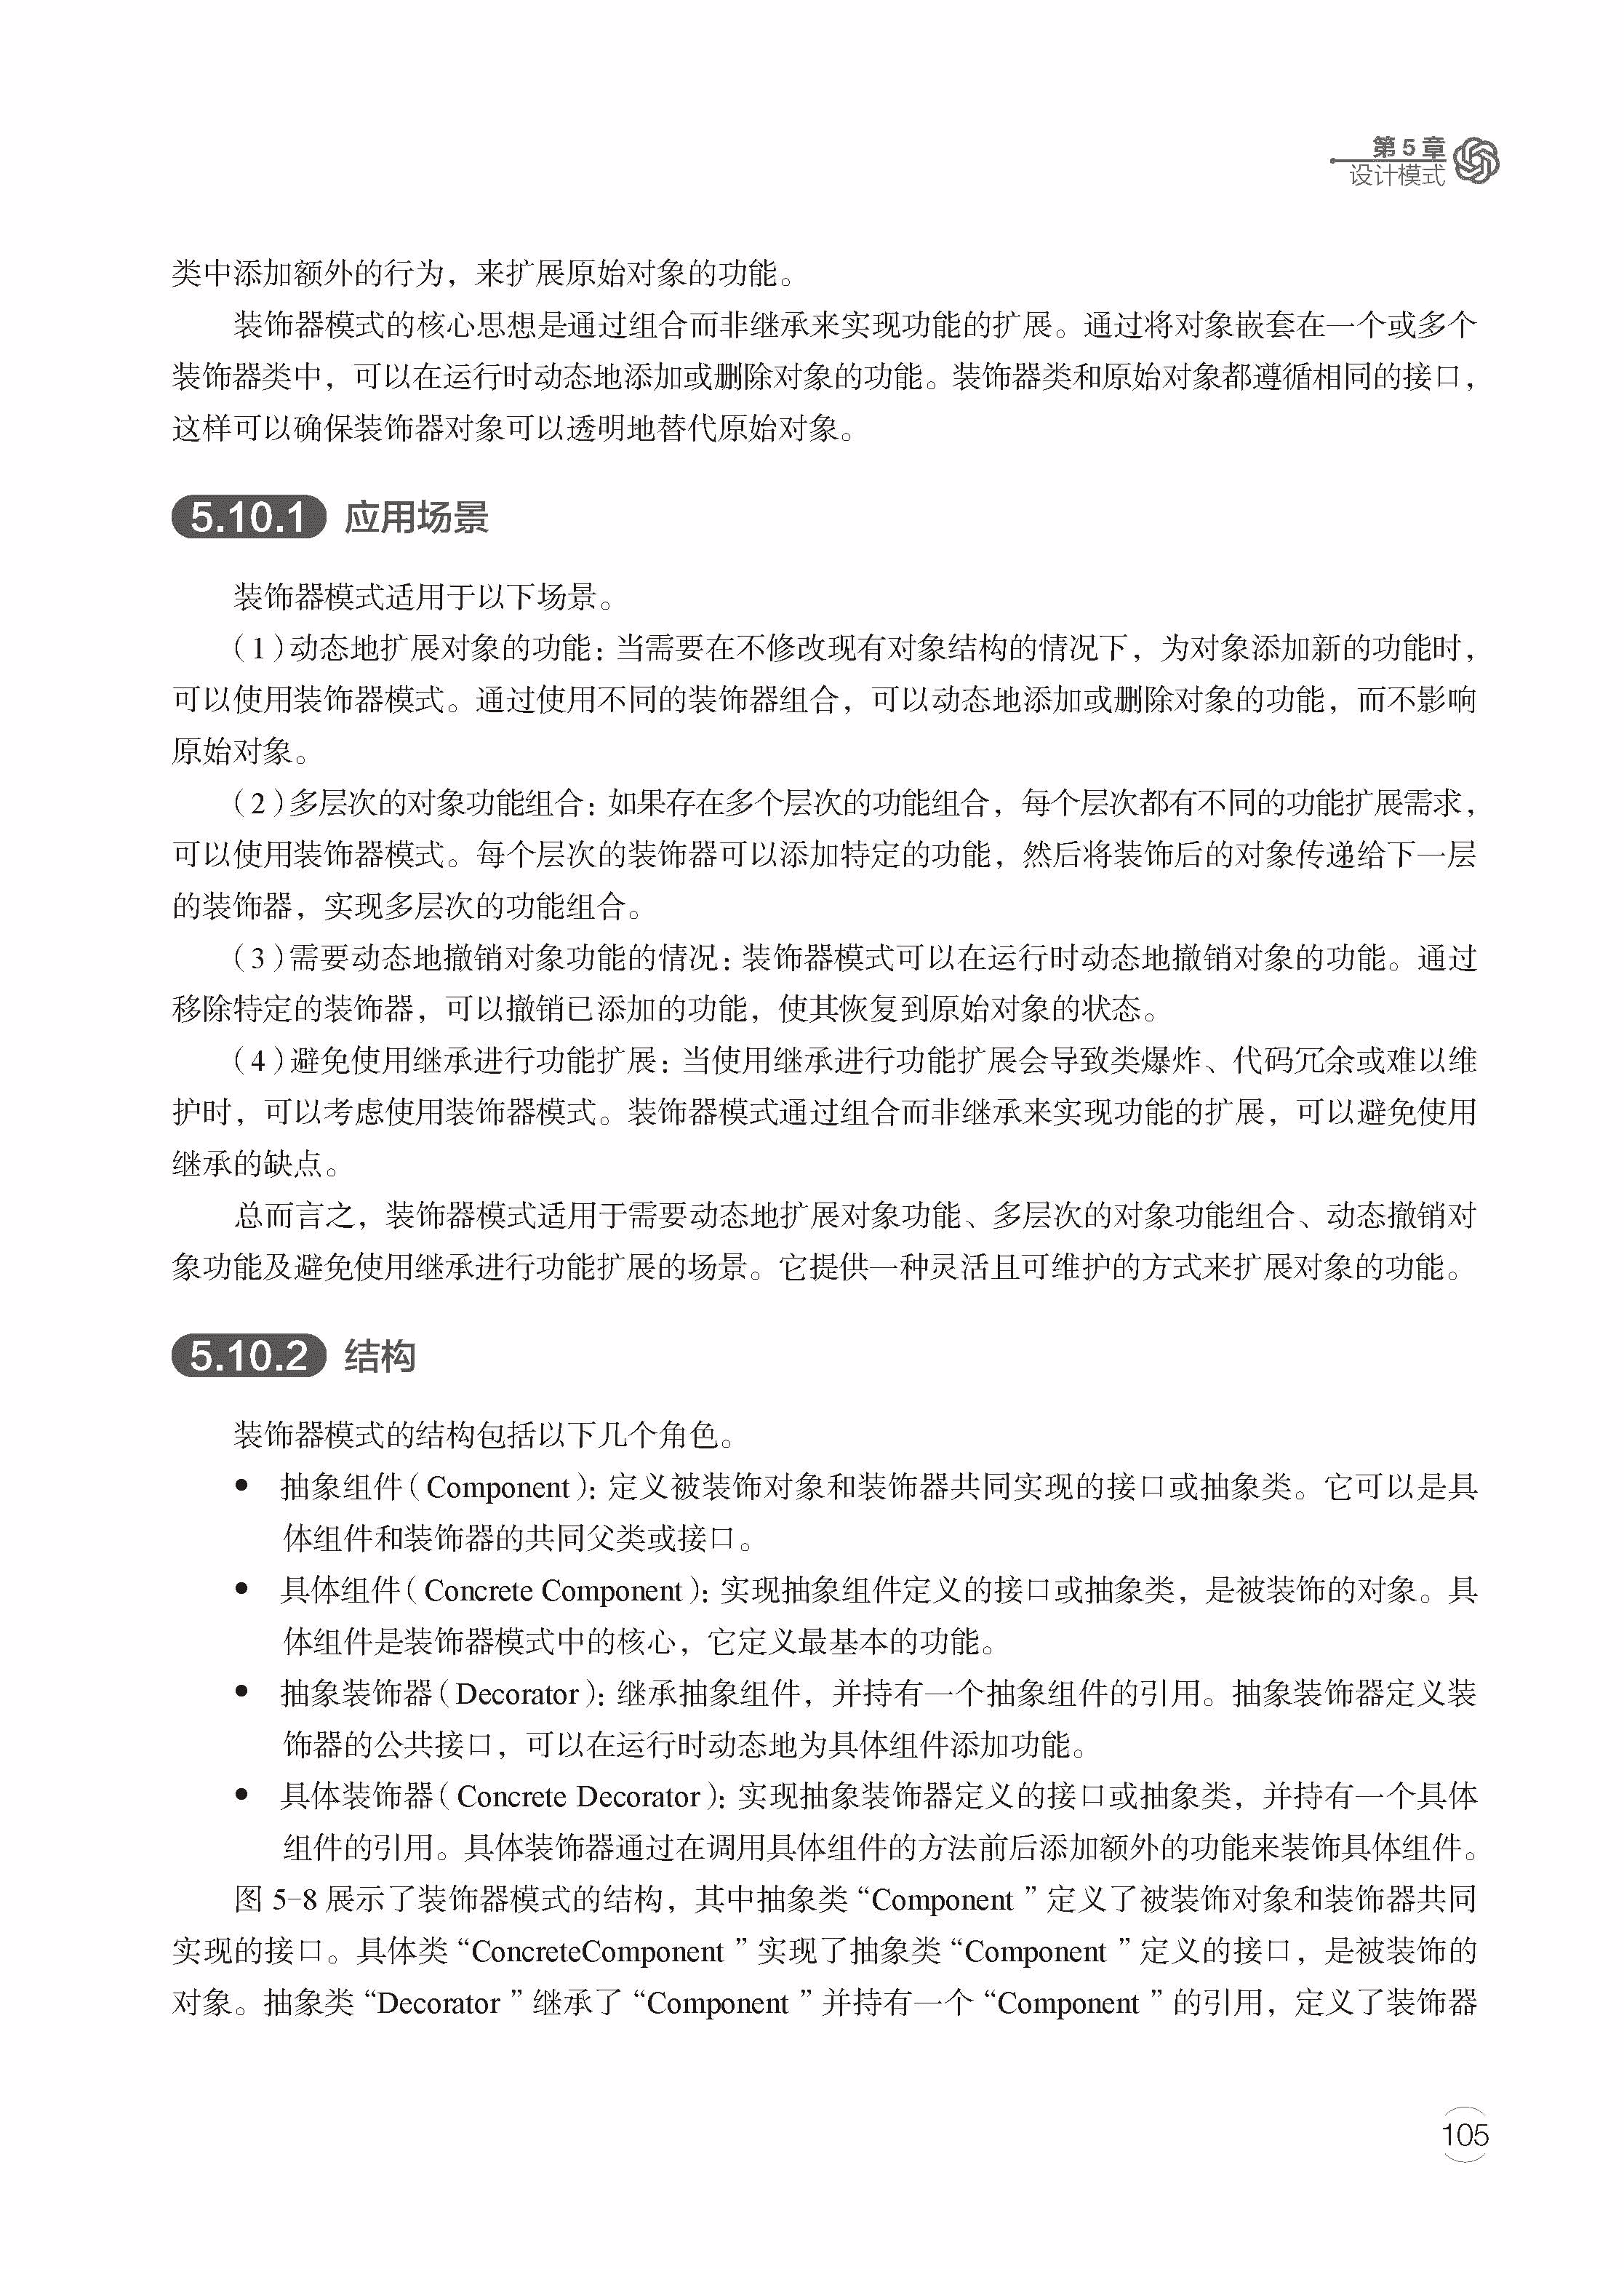 第5章
设计模式
类中添加额外的行为，来扩展原始对象的功能。
装饰器模式的核心思想是通过组合而非继承来实现功能的扩展。通过将对象嵌套在一个或多个
装饰器类中，可以在运行时动态地添加或删除对象的功能。装饰器类和原始对象都遵循相同的接口，
这样可以确保装饰器对象可以透明地替代原始对象。
5.10.1 应用场景
装饰器模式适用于以下场景。
（1）动态地扩展对象的功能：当需要在不修改现有对象结构的情况下，为对象添加新的功能时，
可以使用装饰器模式。通过使用不同的装饰器组合，可以动态地添加或删除对象的功能，而不影响
原始对象。
（2）多层次的对象功能组合：如果存在多个层次的功能组合，每个层次都有不同的功能扩展需求，
可以使用装饰器模式。每个层次的装饰器可以添加特定的功能，然后将装饰后的对象传递给下一层
的装饰器，实现多层次的功能组合。
（3）需要动态地撤销对象功能的情况：装饰器模式可以在运行时动态地撤销对象的功能。通过
移除特定的装饰器，可以撤销已添加的功能，使其恢复到原始对象的状态。
（4）避免使用继承进行功能扩展：当使用继承进行功能扩展会导致类爆炸、代码冗余或难以维
护时，可以考虑使用装饰器模式。装饰器模式通过组合而非继承来实现功能的扩展，可以避免使用
继承的缺点。
总而言之，装饰器模式适用于需要动态地扩展对象功能、多层次的对象功能组合、动态撤销对
象功能及避免使用继承进行功能扩展的场景。它提供一种灵活且可维护的方式来扩展对象的功能。
5.10.2 结构
装饰器模式的结构包括以下几个角色。
● 抽象组件（Component）：定义被装饰对象和装饰器共同实现的接口或抽象类。它可以是具
体组件和装饰器的共同父类或接口。
● 具体组件（Concrete Component）：实现抽象组件定义的接口或抽象类，是被装饰的对象。具
体组件是装饰器模式中的核心，它定义最基本的功能。
● 抽象装饰器（Decorator）：继承抽象组件，并持有一个抽象组件的引用。抽象装饰器定义装
饰器的公共接口，可以在运行时动态地为具体组件添加功能。
● 具体装饰器（Concrete Decorator）：实现抽象装饰器定义的接口或抽象类，并持有一个具体
组件的引用。具体装饰器通过在调用具体组件的方法前后添加额外的功能来装饰具体组件。
图 5-8 展示了装饰器模式的结构，其中抽象类“Component”定义了被装饰对象和装饰器共同
实现的接口。具体类“ConcreteComponent”实现了抽象类“Component”定义的接口，是被装饰的
对象。抽象类“Decorator”继承了“Component”并持有一个“Component”的引用，定义了装饰器
105